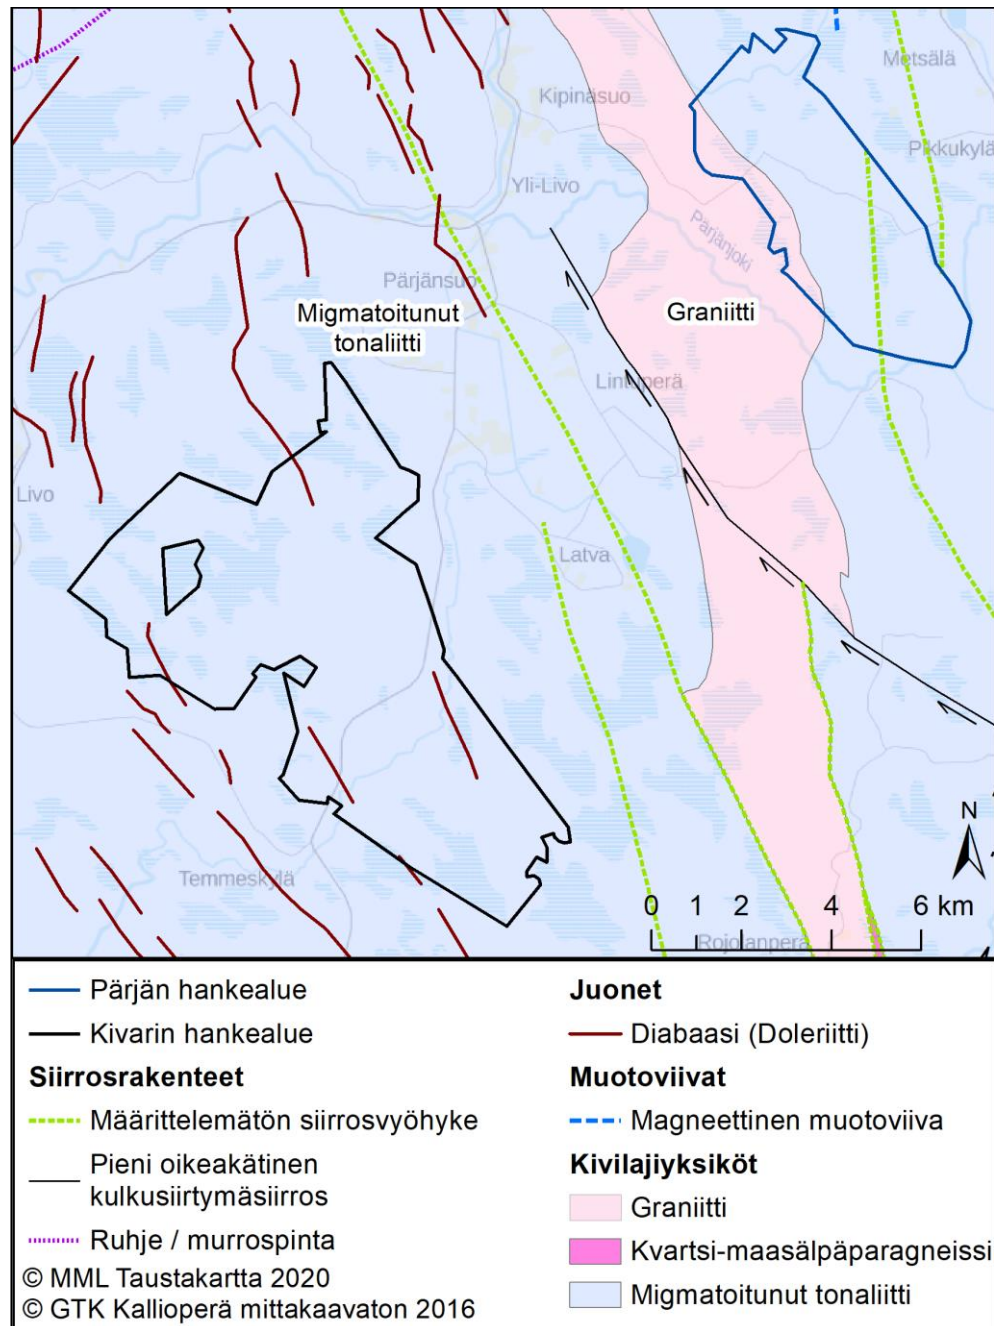 Metsälä
Kipinäsuo
Pikkukylä
Yli-Livo
Pärjänjoki
Pärjänsuo
Migmatoitunut
tonaliitti
Graniitti
Lintuperä
Livo
Latva
N
Temmeskylä
0 1 2 4 6 km
Rojolanperä
Pärjän hankealue
Kivarin hankealue
Siirrosrakenteet
Määrittelemätön siirrosvyöhyke
Pieni oikeakätinen
kulkusiirtymäsiirros
Ruhje / murrospinta
© MML Taustakartta 2020
© GTK Kallioperä mittakaavaton 2016
Juonet
Diabaasi (Doleriitti)
Muotoviivat
Magneettinen muotoviiva
Kivilajiyksiköt
Graniitti
Kvartsi-maasälpäparagneissi
Migmatoitunut tonaliitti